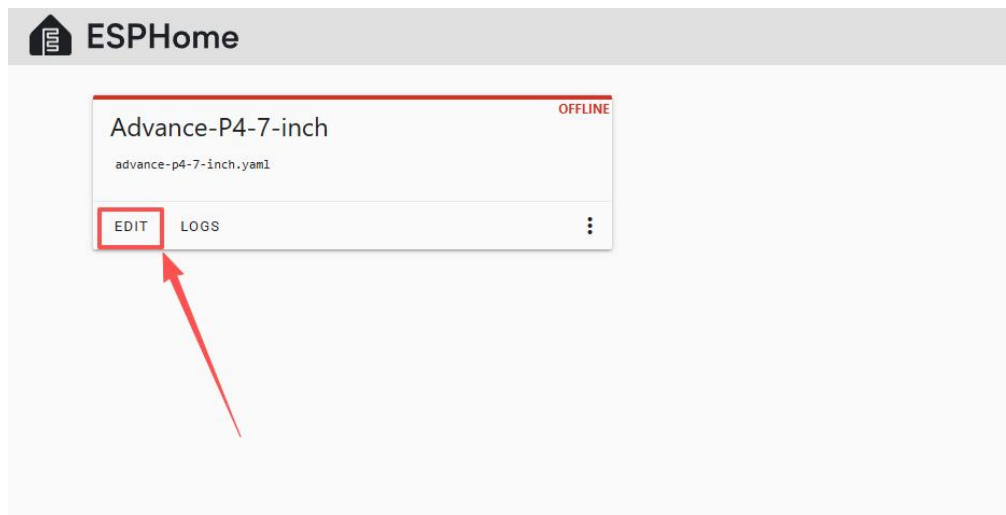 ESPHome
OFFLINE
Advance-P4-7-inch
advance-p4-7-inch.yaml
EDIT LOGS